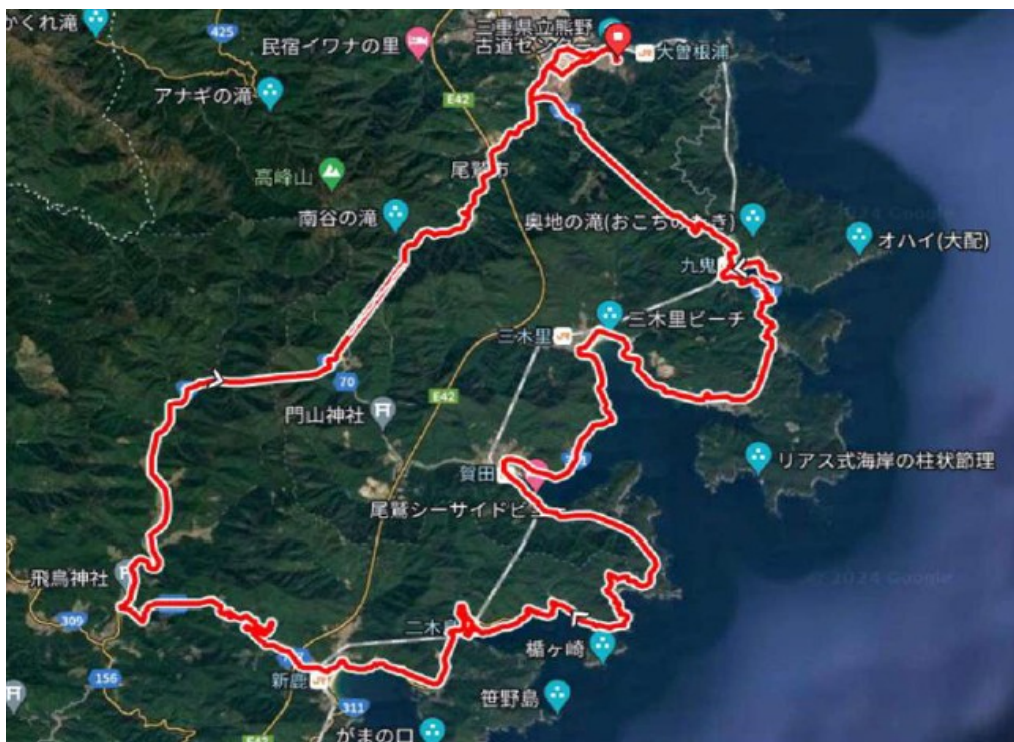 かくれ滝
425
民宿イワナの里
三重県立熊野
古道センター
大曽根浦
アナギの滝
E42
尾鷲市
高峰山
南谷の滝
奥地の滝(おこちのたき)
オハイ(大配)
九鬼
三木里ビーチ
三木里
JR
70
E42
門山神社
賀田
リアス式海岸の柱状節理
尾鷲シーサイドビュー
飛鳥神社
309
二木島
楯ヶ崎
新鹿
156
311
笹野島
がまの口
E42
©2024 Google